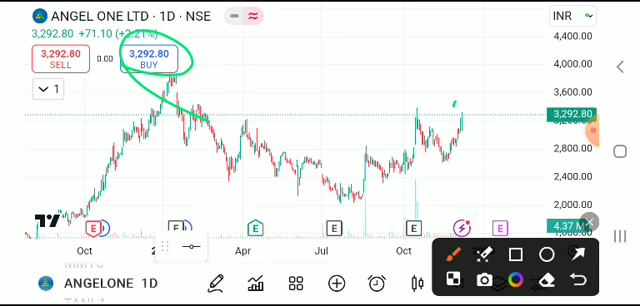 ANGEL ONE LTD · 1D · NSE
INR
3,292.80 +71.10 (+2.21%)
3,292.80
SELL
0.00
3,292.80
BUY
1
4,400.00
4,000.00
3,600.00
3,292.80
2,800.00
2,400.00
2,000.00
4.37 M
E
E
E
E
E
E
Oct
Apr
Jul
Oct
ANGELONE 1D